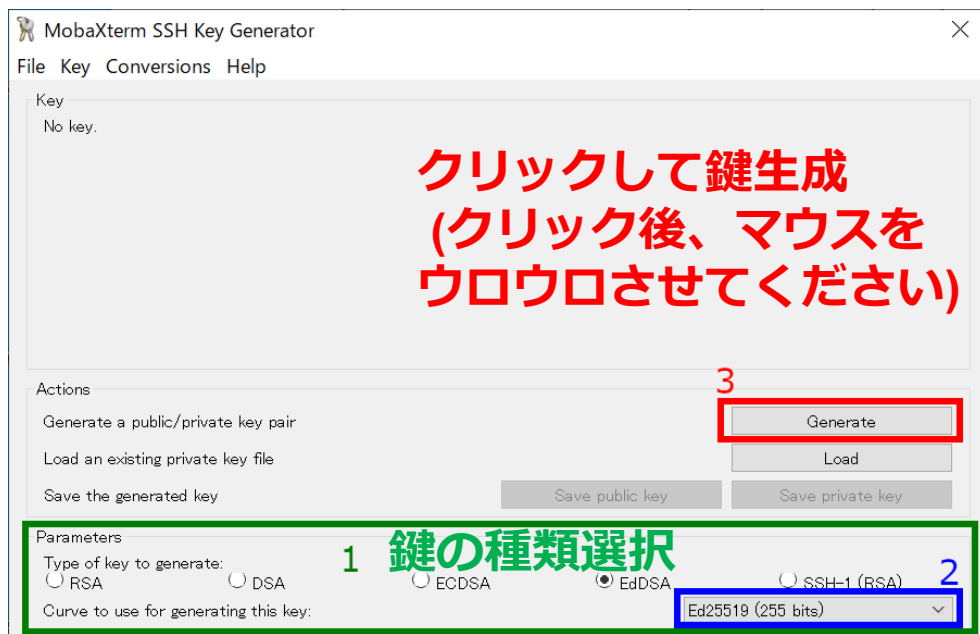 MobaXterm SSH Key Generator
File Key Conversions Help
Key
No key.
クリックして鍵生成
(クリック後、マウスを
ウロウロさせてください)
Actions
3
Generate a public/private key pair Generate
Load an existing private key file Load
Save the generated key Save public key Save private key
Parameters
1 鍵の種類選択
Type of key to generate:
RSA DSA ECDSA EdDSA SSH-1 (RSA)
2
Curve to use for generating this key: Ed25519 (255 bits)